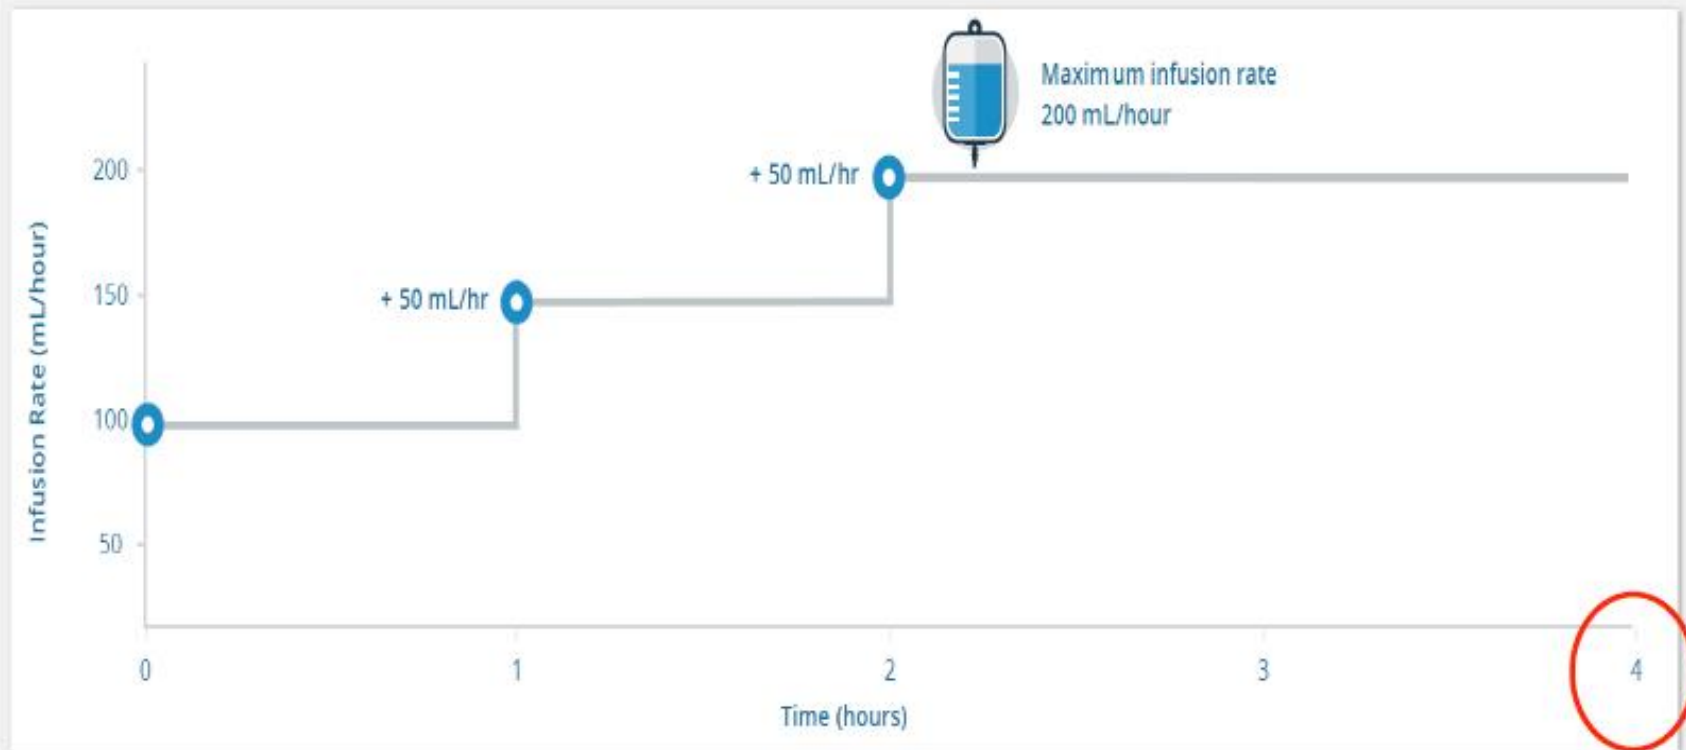 Maximum infusion rate
200 mL/hour
200
+ 50 mL/hr
150
+ 50 mL/hr
100
50
Infusion Rate (mL/hour)
0 1 2 3 4
Time (hours)